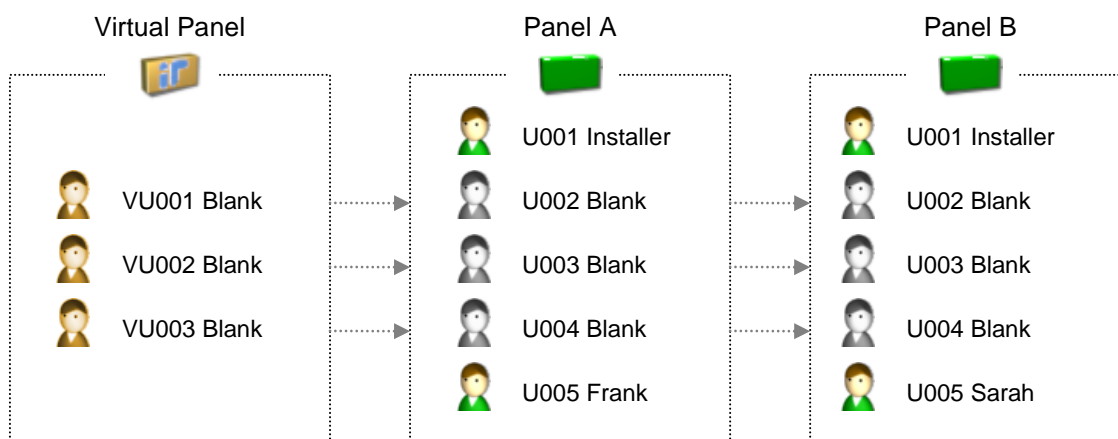 Virtual Panel
Panel A
Panel B
ir
U001 Installer
U001 Installer
VU001 Blank
U002 Blank
U002 Blank
VU002 Blank
U003 Blank
U003 Blank
VU003 Blank
U004 Blank
U004 Blank
U005 Frank
U005 Sarah